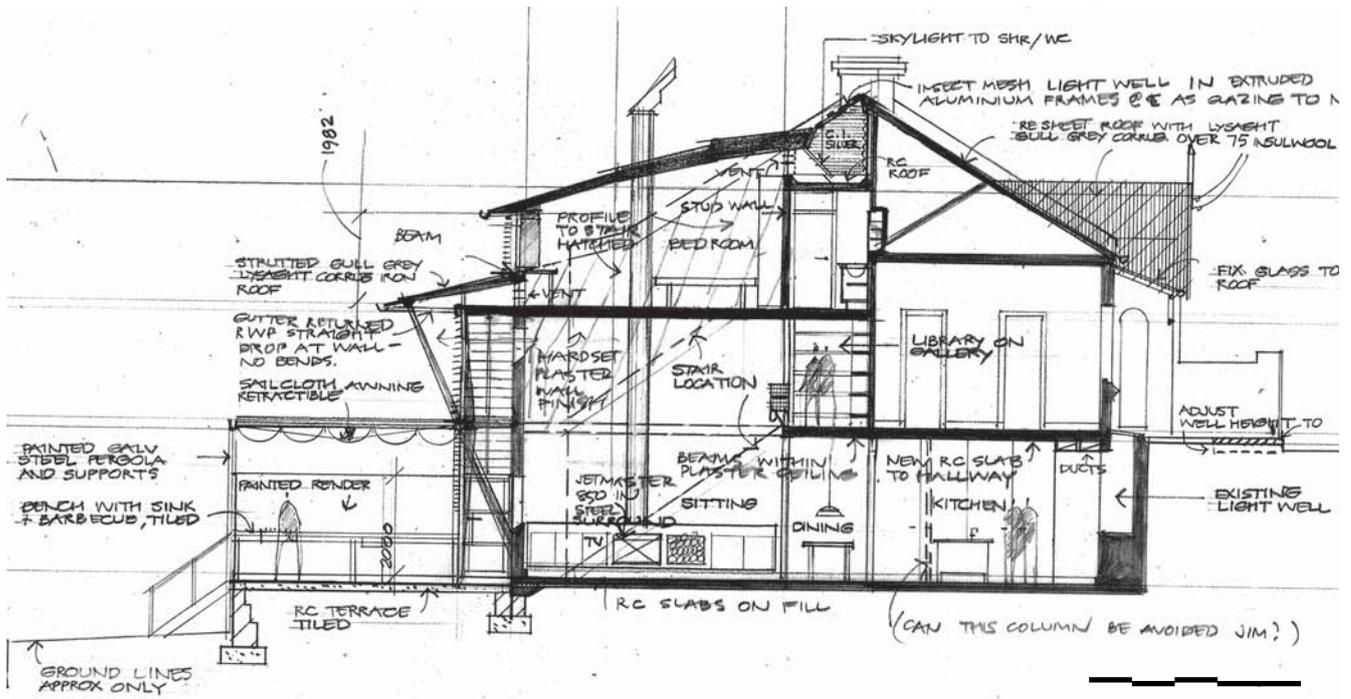 SKYLIGHT TO SHR/WC
INSECT MESH LIGHT WELL IN EXTRUDED
ALUMINIUM FRAMES @ ℄ AS GLAZING TO N
RE SHEET ROOF WITH LYSAGHT
GULL GREY CORRUG. OVER 75 INSULWOOL
1982
C.I.
SILVER
RC
ROOF
VENT
STUD WALL
PROFILE
TO STAIR
HATCHED
BEDROOM
BEAM
STRUTTED GULL GREY
LYSAGHT CORRUG IRON
ROOF
VENT
FIX GLASS TO
ROOF
GUTTER RETURNED
RWP STRAIGHT
DROP AT WALL -
NO BENDS.
HARDSET
PLASTER
WALL
FINISH
STAIR
LOCATION
LIBRARY ON
GALLERY
SAILCLOTH AWNING
RETRACTIBLE
ADJUST
WELL HEIGHT TO
PAINTED GALV
STEEL PERGOLA
AND SUPPORTS
BEAMS WITHIN
PLASTER CEILING
NEW RC SLAB
TO HALLWAY
DUCTS
PAINTED RENDER
JETMASTER
850 IN
STEEL
SURROUND
SITTING
KITCHEN
EXISTING
LIGHT WELL
BENCH WITH SINK
+ BARBECUE, TILED
2000
TV
DINING
RC TERRACE
TILED
RC SLABS ON FILL
(CAN THIS COLUMN BE AVOIDED JIM?)
GROUND LINES
APPROX ONLY